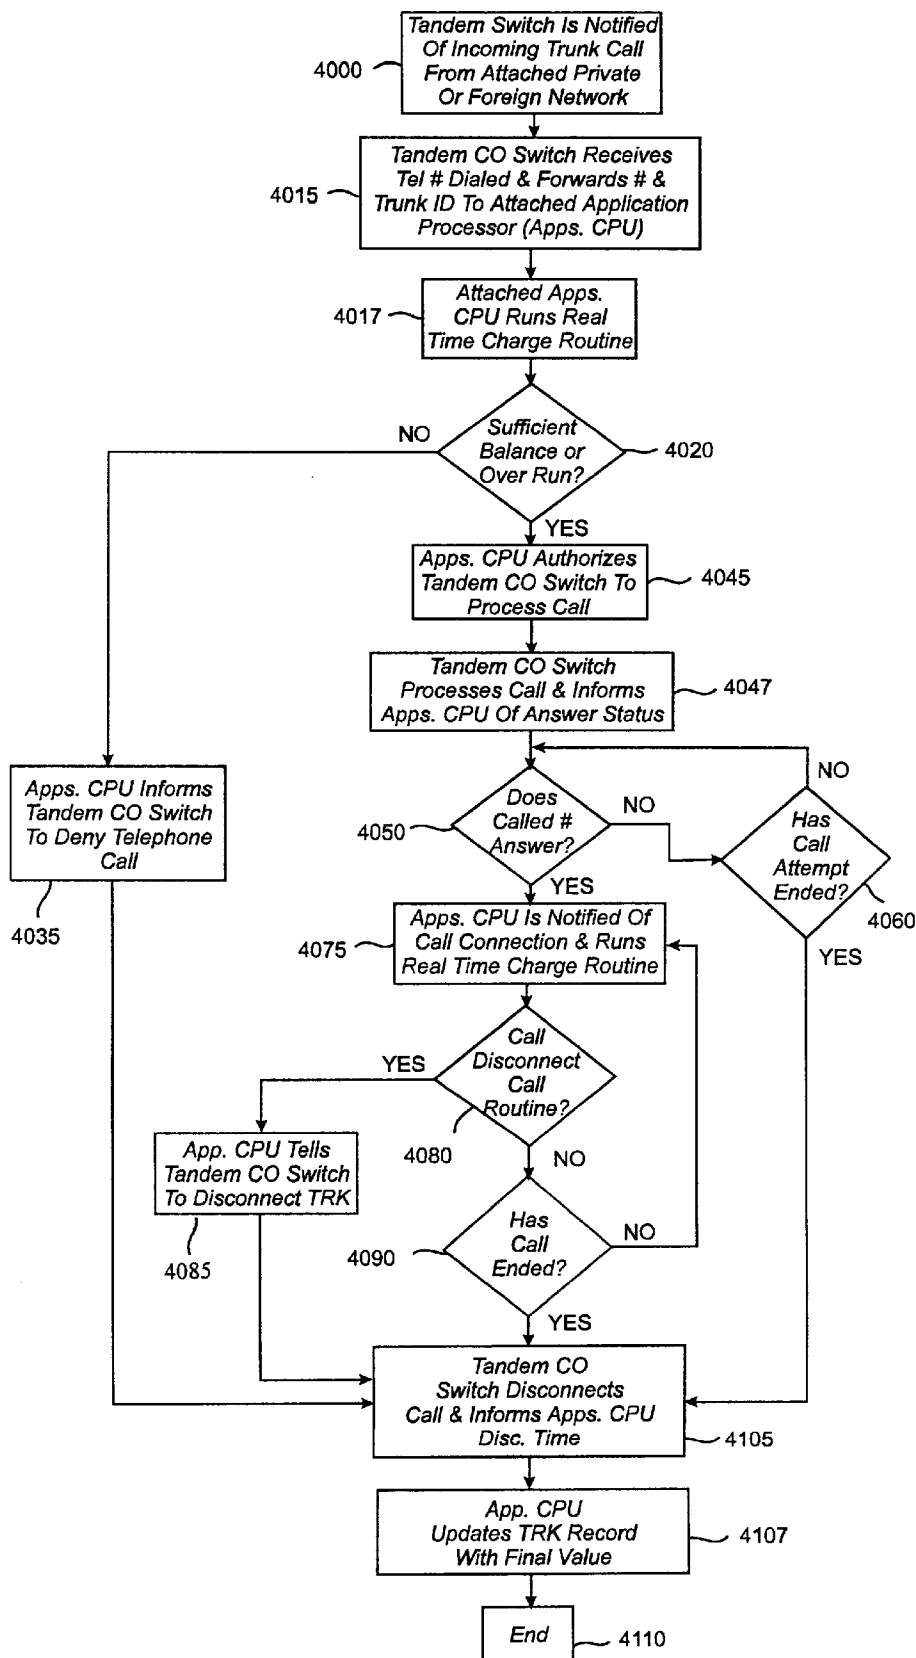 Tandem Switch Is Notified
Of Incoming Trunk Call
From Attached Private
Or Foreign Network
4000
Tandem CO Switch Receives
Tel # Dialed & Forwards # &
Trunk ID To Attached Application
Processor (Apps. CPU)
4015
Attached Apps.
CPU Runs Real
Time Charge Routine
4017
Sufficient
Balance or
Over Run?
4020
NO
YES
Apps. CPU Authorizes
Tandem CO Switch To
Process Call
4045
Tandem CO Switch
Processes Call & Informs
Apps. CPU Of Answer Status
4047
Apps. CPU Informs
Tandem CO Switch
To Deny Telephone
Call
4035
Does
Called #
Answer?
4050
NO
YES
Has
Call
Attempt
Ended?
4060
NO
YES
Apps. CPU Is Notified Of
Call Connection & Runs
Real Time Charge Routine
4075
Call
Disconnect
Call
Routine?
4080
YES
NO
App. CPU Tells
Tandem CO Switch
To Disconnect TRK
4085
Has
Call
Ended?
4090
NO
YES
Tandem CO
Switch Disconnects
Call & Informs Apps. CPU
Disc. Time
4105
App. CPU
Updates TRK Record
With Final Value
4107
End
4110